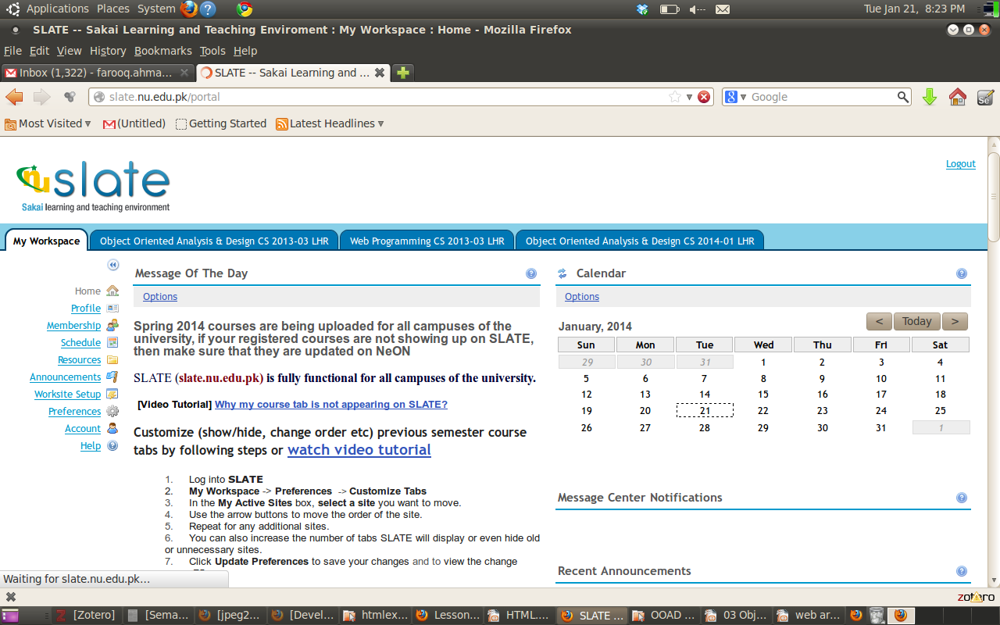 Applications Places System
Tue Jan 21, 8:23 PM
SLATE -- Sakai Learning and Teaching Enviroment : My Workspace : Home - Mozilla Firefox
File Edit View History Bookmarks Tools Help
Inbox (1,322) - farooq.ahma... SLATE -- Sakai Learning and ...
slate.nu.edu.pk/portal
Google
Se
Most Visited (Untitled) Getting Started Latest Headlines
Logout
nu slate
Sakai learning and teaching environment
My Workspace Object Oriented Analysis & Design CS 2013-03 LHR Web Programming CS 2013-03 LHR Object Oriented Analysis & Design CS 2014-01 LHR
Home
Profile
Membership
Schedule
Resources
Announcements
Worksite Setup
Preferences
Account
Help
Message Of The Day
Options
Spring 2014 courses are being uploaded for all campuses of the
university, if your registered courses are not showing up on SLATE,
then make sure that they are updated on NeON
SLATE (slate.nu.edu.pk) is fully functional for all campuses of the university.
[Video Tutorial] Why my course tab is not appearing on SLATE?
Customize (show/hide, change order etc) previous semester course
tabs by following steps or watch video tutorial
1. Log into SLATE
2. My Workspace -> Preferences -> Customize Tabs
3. In the My Active Sites box, select a site you want to move.
4. Use the arrow buttons to move the order of the site.
5. Repeat for any additional sites.
6. You can also increase the number of tabs SLATE will display or even hide old
or unnecessary sites.
7. Click Update Preferences to save your changes and to view the change
Calendar
Options
January, 2014
< Today >
Sun Mon Tue Wed Thu Fri Sat
29 30 31 1 2 3 4
5 6 7 8 9 10 11
12 13 14 15 16 17 18
19 20 21 22 23 24 25
26 27 28 29 30 31 1
Message Center Notifications
Recent Announcements
Waiting for slate.nu.edu.pk...
zotero
[Zotero] [Sema... [jpeg2... [Devel... htmlex... Lesson... HTML.... SLATE ... OOAD ... 03 Obj... web ar...